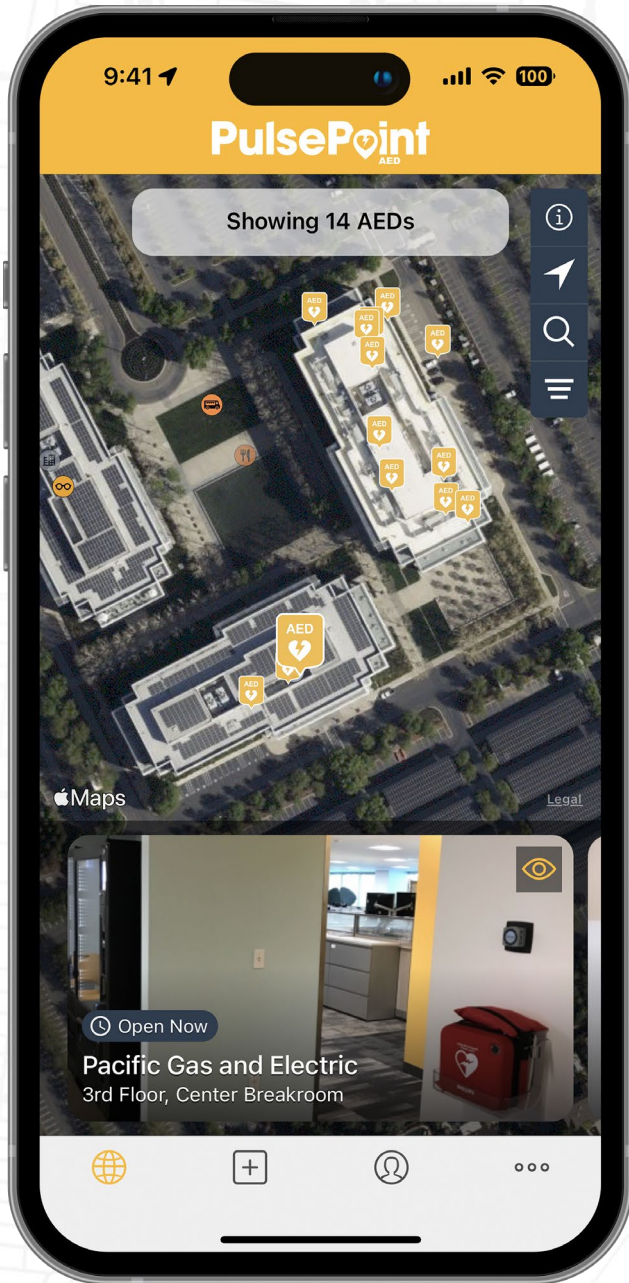 9:41
100
PulsePoint
AED
Showing 14 AEDs
AED
AED
AED
AED
AED
AED
AED
AED
AED
AED
AED
AED
Maps
Legal
Open Now
Pacific Gas and Electric
3rd Floor, Center Breakroom